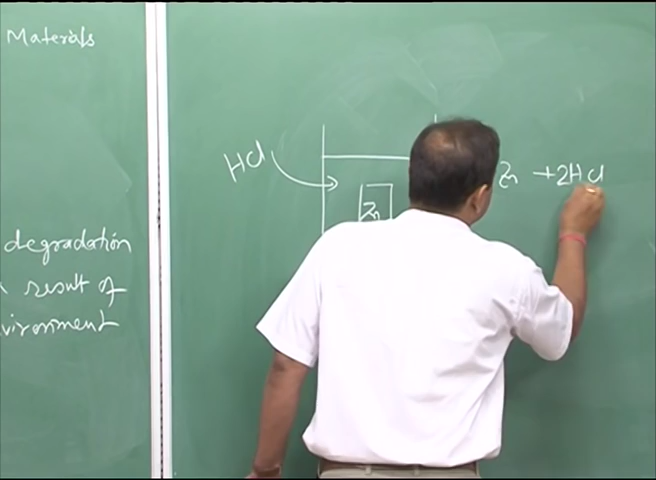 Materials
degradation
result of
vironment
HCl
Zn
Zn + 2HCl